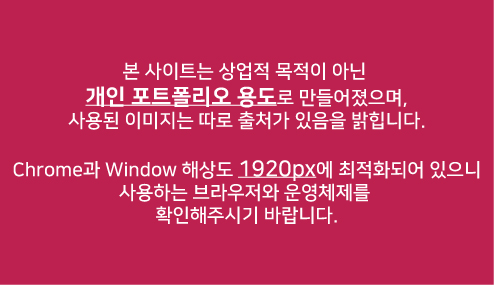 본 사이트는 상업적 목적이 아닌
개인 포트폴리오 용도로 만들어졌으며,
사용된 이미지는 따로 출처가 있음을 밝힙니다.
Chrome과 Window 해상도 1920px에 최적화되어 있으니
사용하는 브라우저와 운영체제를
확인해주시기 바랍니다.